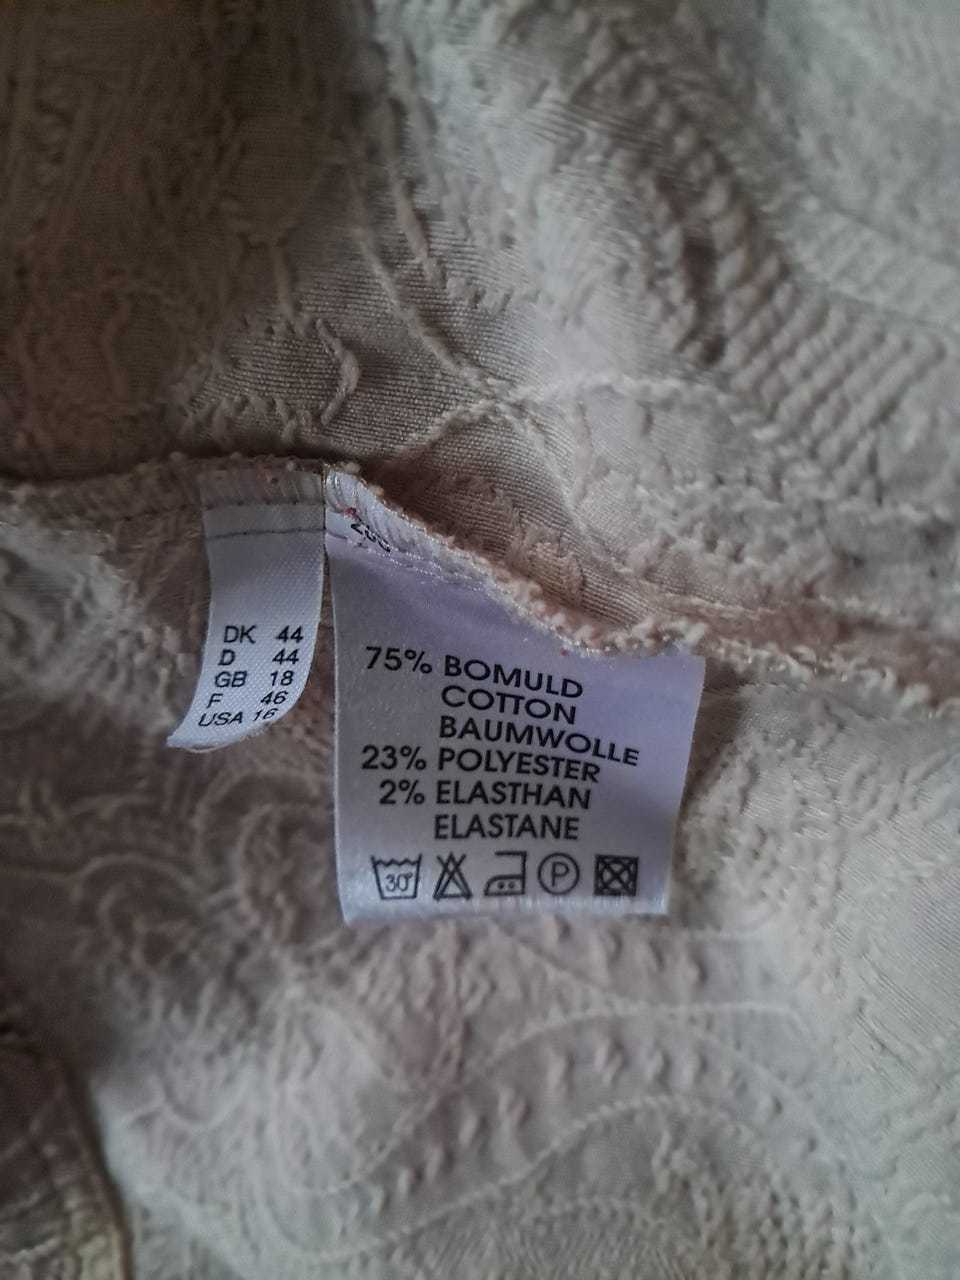 DK 44
D 44
GB 18
F 46
USA 16
75% BOMULD
COTTON
BAUMWOLLE
23% POLYESTER
2% ELASTHAN
ELASTANE
30°
P